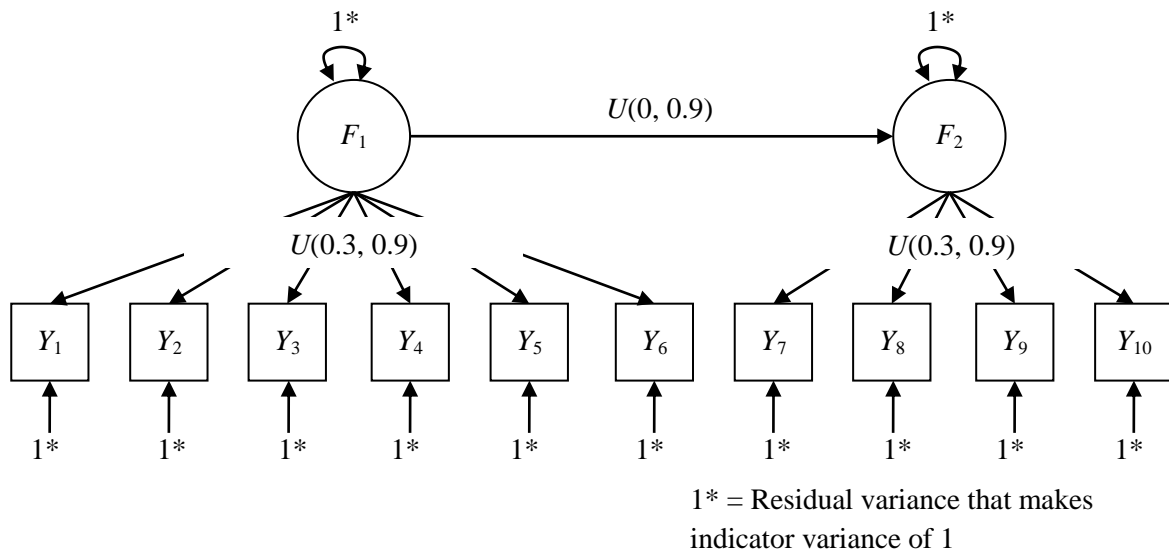 1* 1*
U(0, 0.9)
F₁ F₂
U(0.3, 0.9) U(0.3, 0.9)
Y₁ Y₂ Y₃ Y₄ Y₅ Y₆ Y₇ Y₈ Y₉ Y₁₀
1* 1* 1* 1* 1* 1* 1* 1* 1* 1*
1* = Residual variance that makes
indicator variance of 1